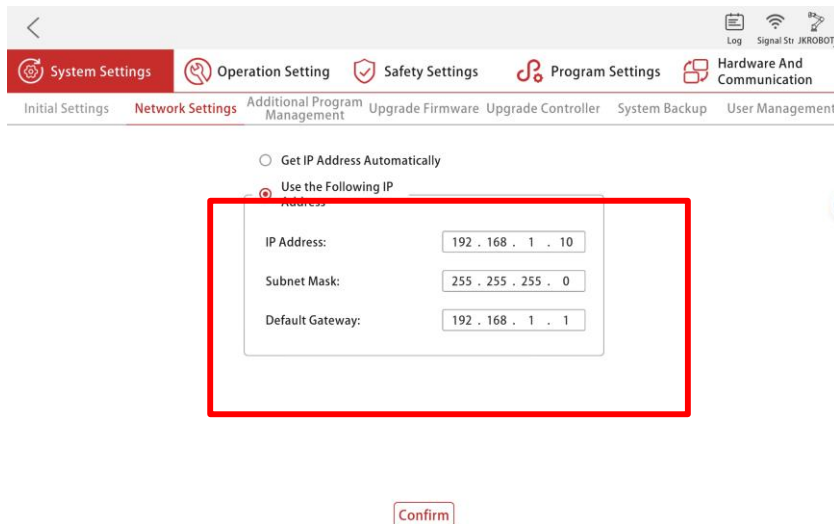 Log Signal Str JKROBOT
System Settings Operation Setting Safety Settings Program Settings Hardware And Communication
Initial Settings Network Settings Additional Program Management Upgrade Firmware Upgrade Controller System Backup User Management
Get IP Address Automatically
Use the Following IP
Address
IP Address: 192 . 168 . 1 . 10
Subnet Mask: 255 . 255 . 255 . 0
Default Gateway: 192 . 168 . 1 . 1
Confirm